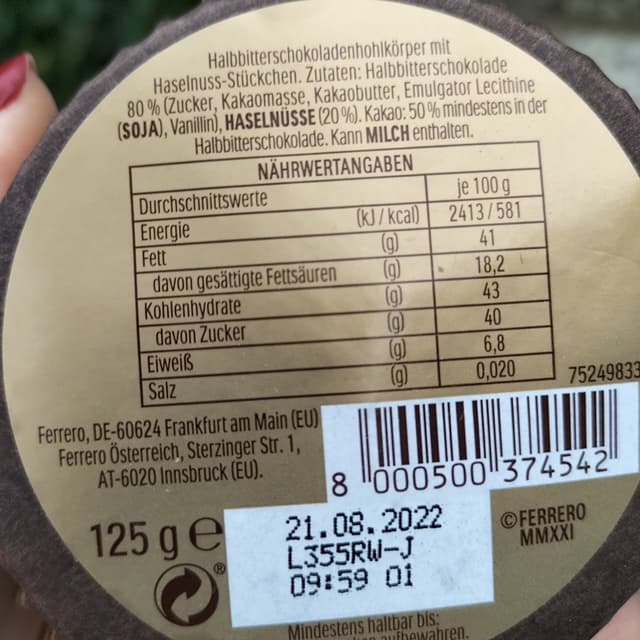 Halbbitterschokoladenhohlkörper mit
Haselnuss-Stückchen. Zutaten: Halbbitterschokolade
80 % (Zucker, Kakaomasse, Kakaobutter, Emulgator Lecithine
(SOJA), Vanillin), HASELNÜSSE (20 %). Kakao: 50 % mindestens in der
Halbbitterschokolade. Kann MILCH enthalten.
NÄHRWERTANGABEN
Durchschnittswerte je 100 g
Energie (kJ / kcal) 2413 / 581
Fett (g) 41
davon gesättigte Fettsäuren (g) 18,2
Kohlenhydrate (g) 43
davon Zucker (g) 40
Eiweiß (g) 6,8
Salz (g) 0,020
75249833
Ferrero, DE-60624 Frankfurt am Main (EU)
Ferrero Österreich, Sterzinger Str. 1,
AT-6020 Innsbruck (EU).
8 000500 374542
125 g e
21.08.2022
L355RW-J
09:59 01
©FERRERO
MMXXI
®
Mindestens haltbar bis:
aufbewahren.